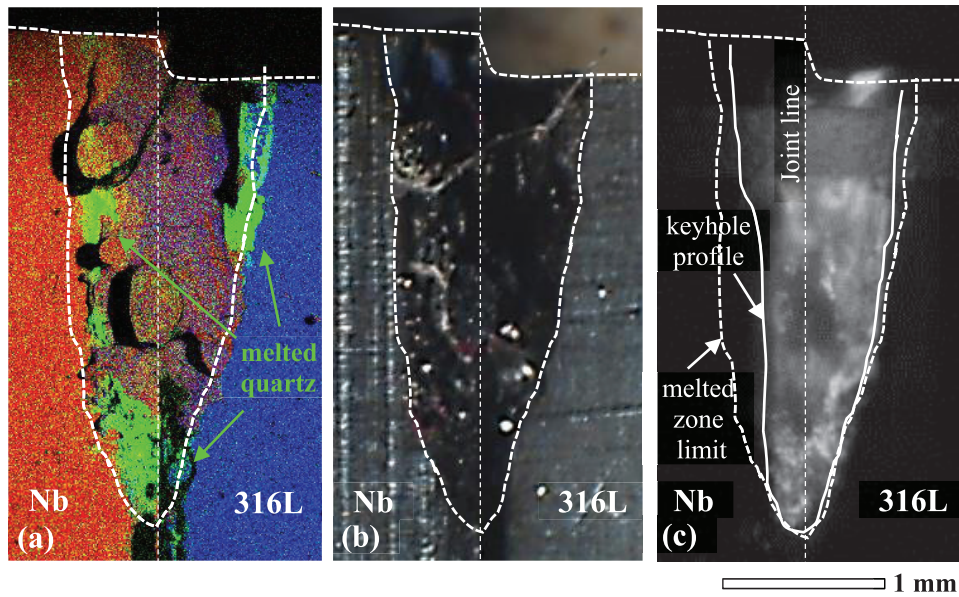 melted
quartz
Nb
316L
(a)
Nb
316L
(b)
Joint line
keyhole
profile
melted
zone
limit
Nb
316L
(c)
1 mm